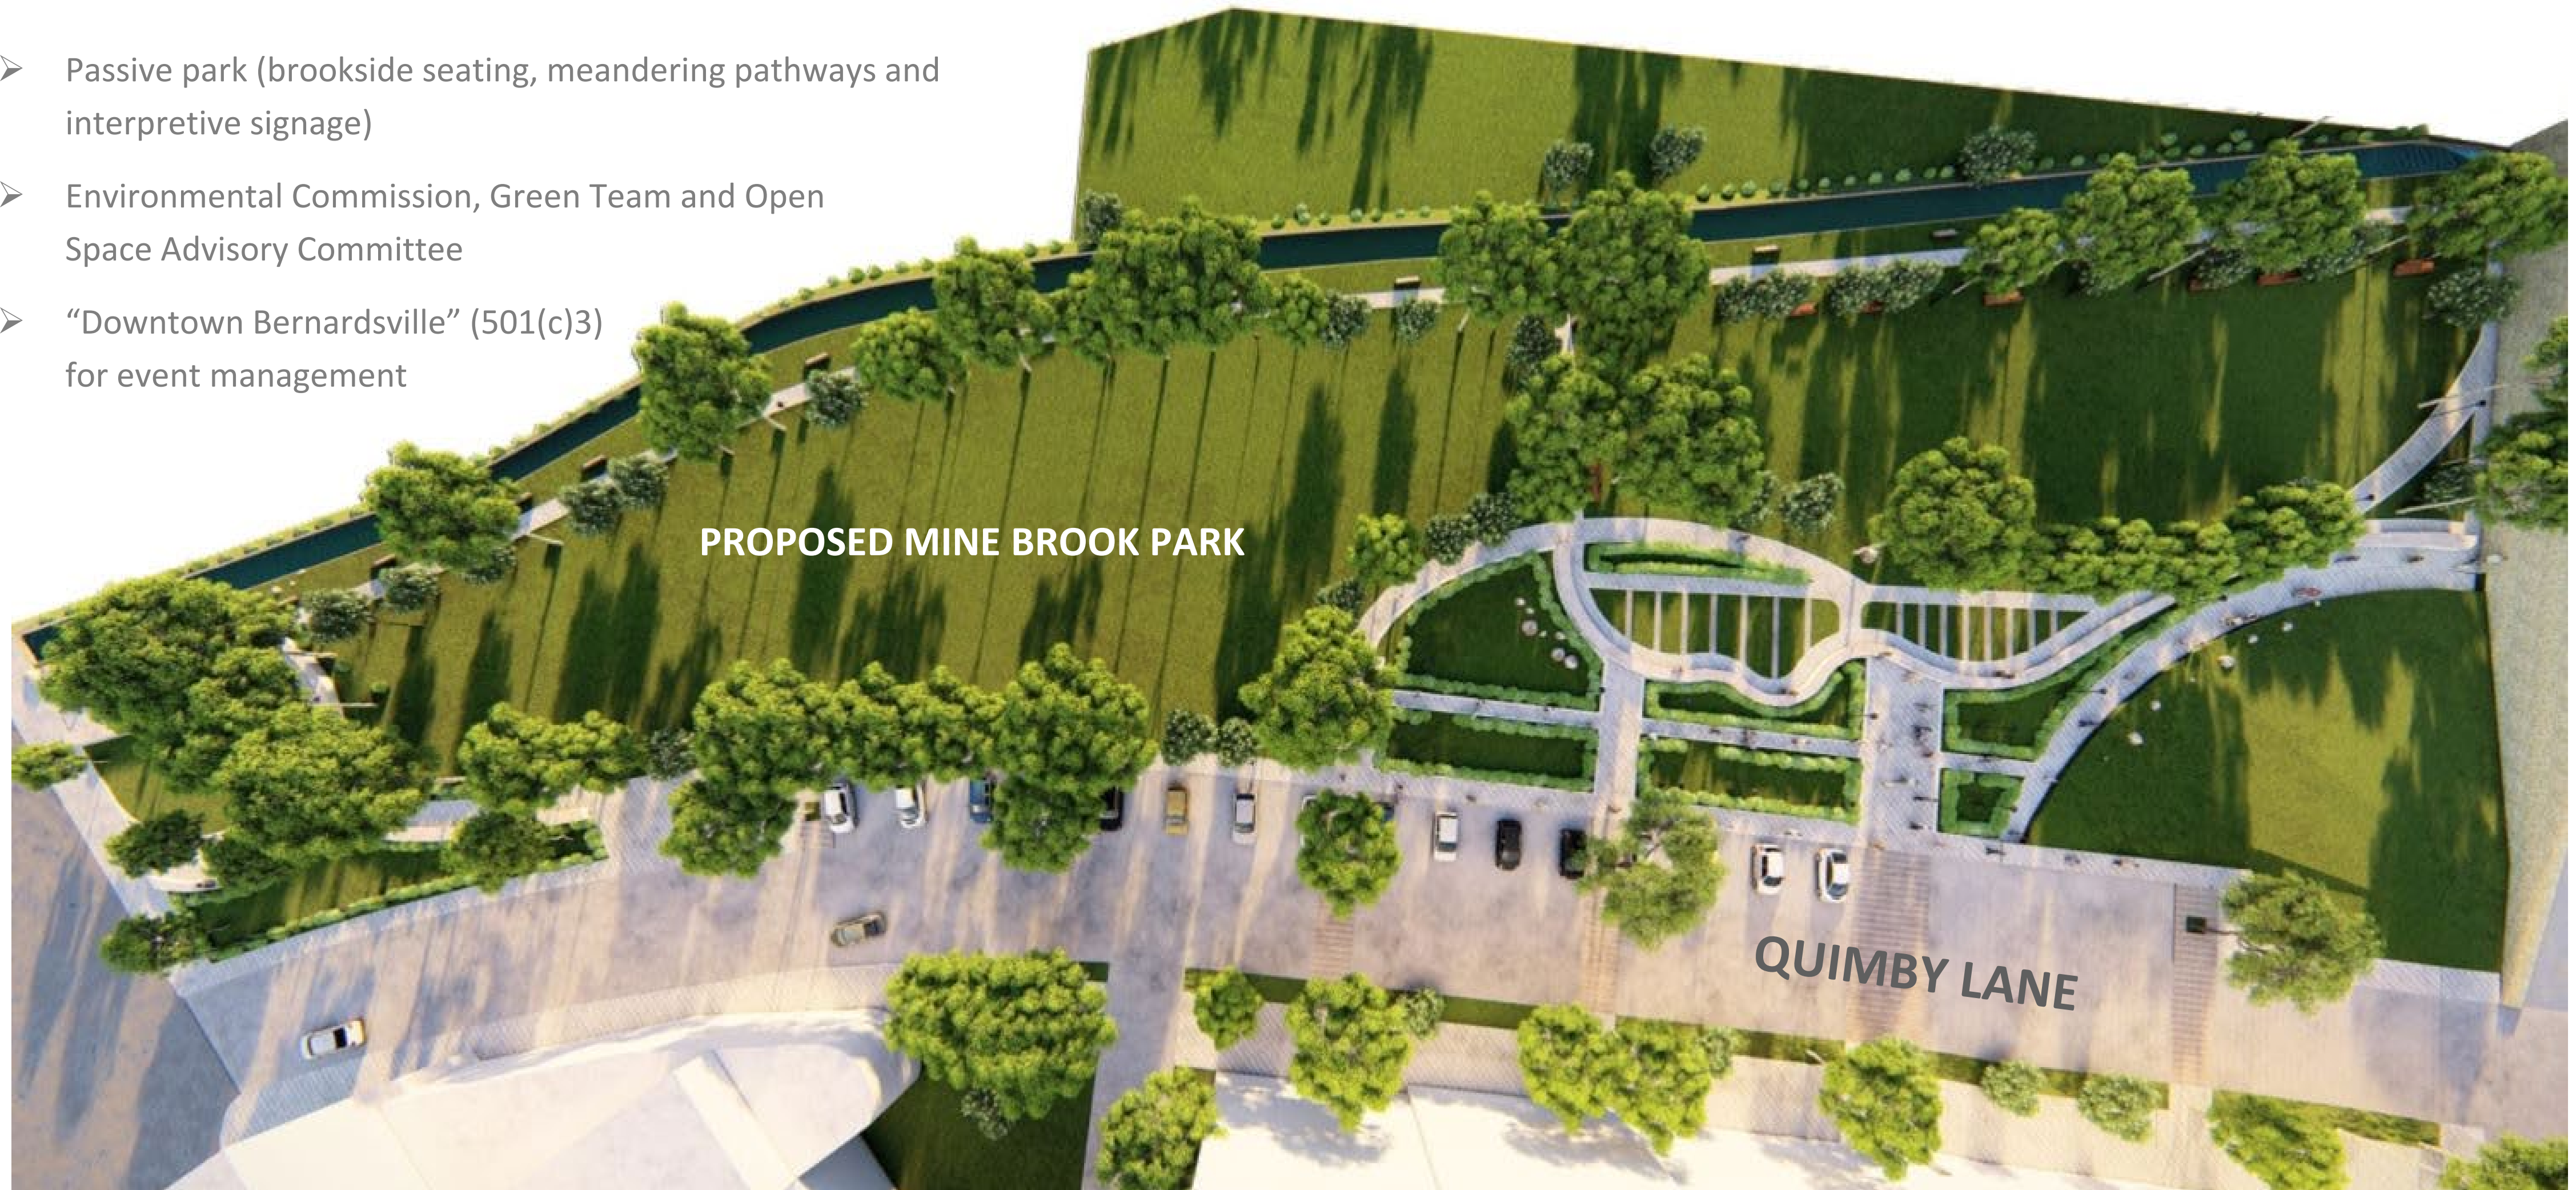 ➢ Passive park (brookside seating, meandering pathways and
interpretive signage)
➢ Environmental Commission, Green Team and Open
Space Advisory Committee
➢ “Downtown Bernardsville” (501(c)3)
for event management
PROPOSED MINE BROOK PARK
QUIMBY LANE